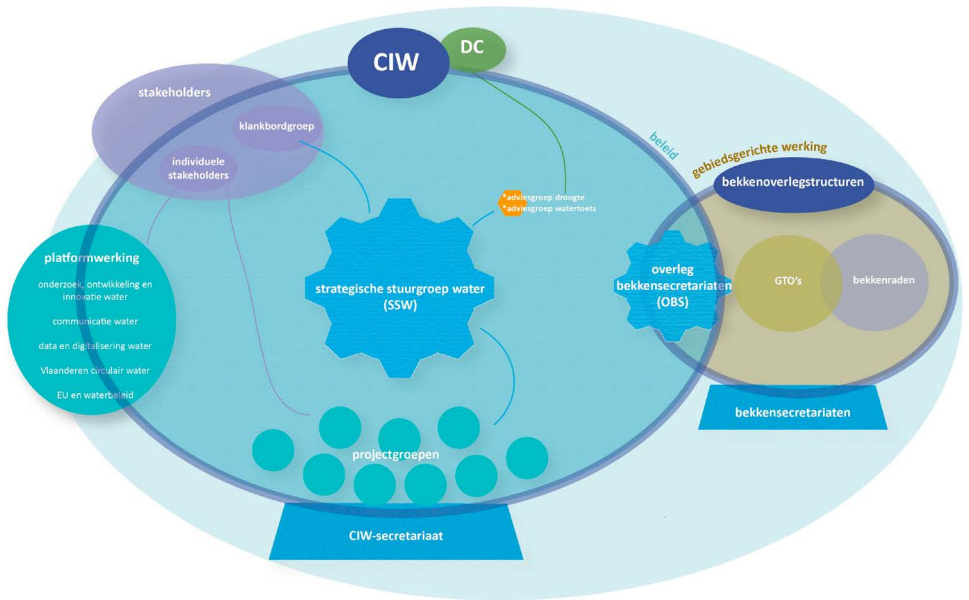 CIW
DC
stakeholders
klankbordgroep
individuele
stakeholders
beleid
gebiedsgerichte werking
bekkenoverlegstructuren
*adviesgroep droogte
*adviesgroep watertoets
platformwerking
onderzoek, ontwikkeling en
innovatie water
communicatie water
data en digitalisering water
Vlaanderen circulair water
EU en waterbeleid
strategische stuurgroep water
(SSW)
overleg
bekkensecretariaten
(OBS)
GTO's
bekkenraden
bekkensecretariaten
projectgroepen
CIW-secretariaat